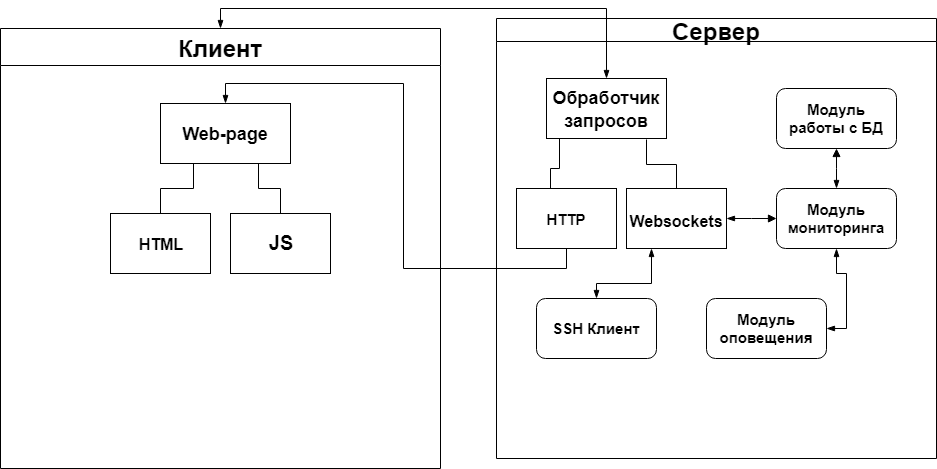 Клиент
Web-page
HTML
JS
Сервер
Обработчик
запросов
HTTP
Websockets
SSH Клиент
Модуль
работы с БД
Модуль
мониторинга
Модуль
оповещения